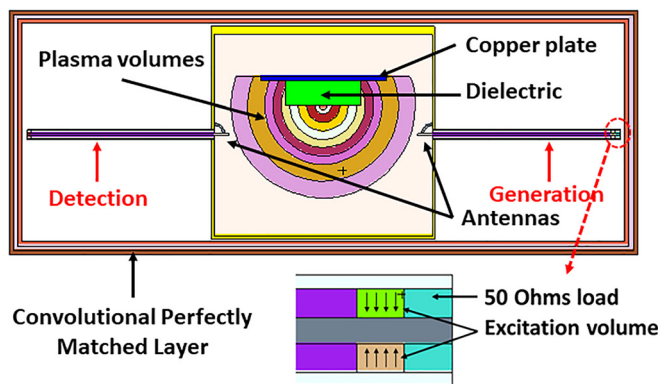 Copper plate
Plasma volumes
Dielectric
Detection
Generation
Antennas
Convolutional Perfectly
Matched Layer
50 Ohms load
Excitation volume